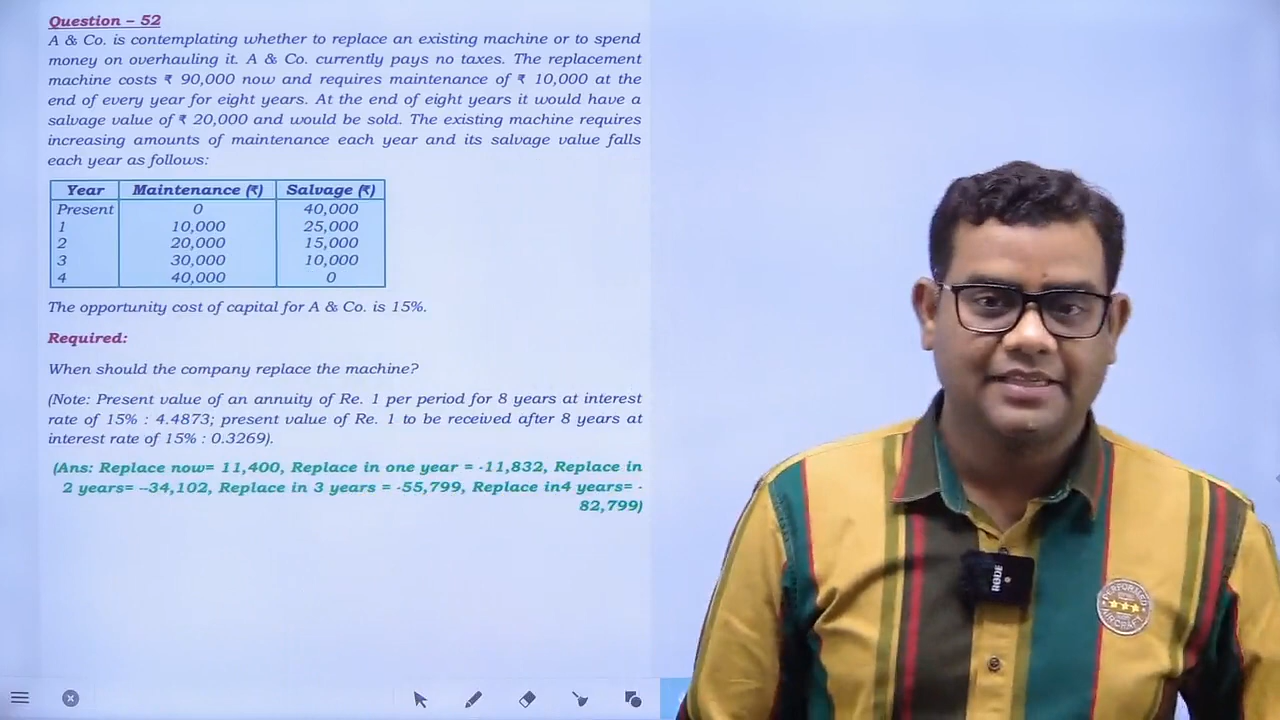 Question – 52
A & Co. is contemplating whether to replace an existing machine or to spend
money on overhauling it. A & Co. currently pays no taxes. The replacement
machine costs ₹ 90,000 now and requires maintenance of ₹ 10,000 at the
end of every year for eight years. At the end of eight years it would have a
salvage value of ₹ 20,000 and would be sold. The existing machine requires
increasing amounts of maintenance each year and its salvage value falls
each year as follows:
Year Maintenance (₹) Salvage (₹)
Present 0 40,000
1 10,000 25,000
2 20,000 15,000
3 30,000 10,000
4 40,000 0
The opportunity cost of capital for A & Co. is 15%.
Required:
When should the company replace the machine?
(Note: Present value of an annuity of Re. 1 per period for 8 years at interest
rate of 15% : 4.4873; present value of Re. 1 to be received after 8 years at
interest rate of 15% : 0.3269).
(Ans: Replace now= 11,400, Replace in one year = -11,832, Replace in
2 years= --34,102, Replace in 3 years = -55,799, Replace in4 years= -
82,799)
RØDE
PERFORMED
AIRCRAFT